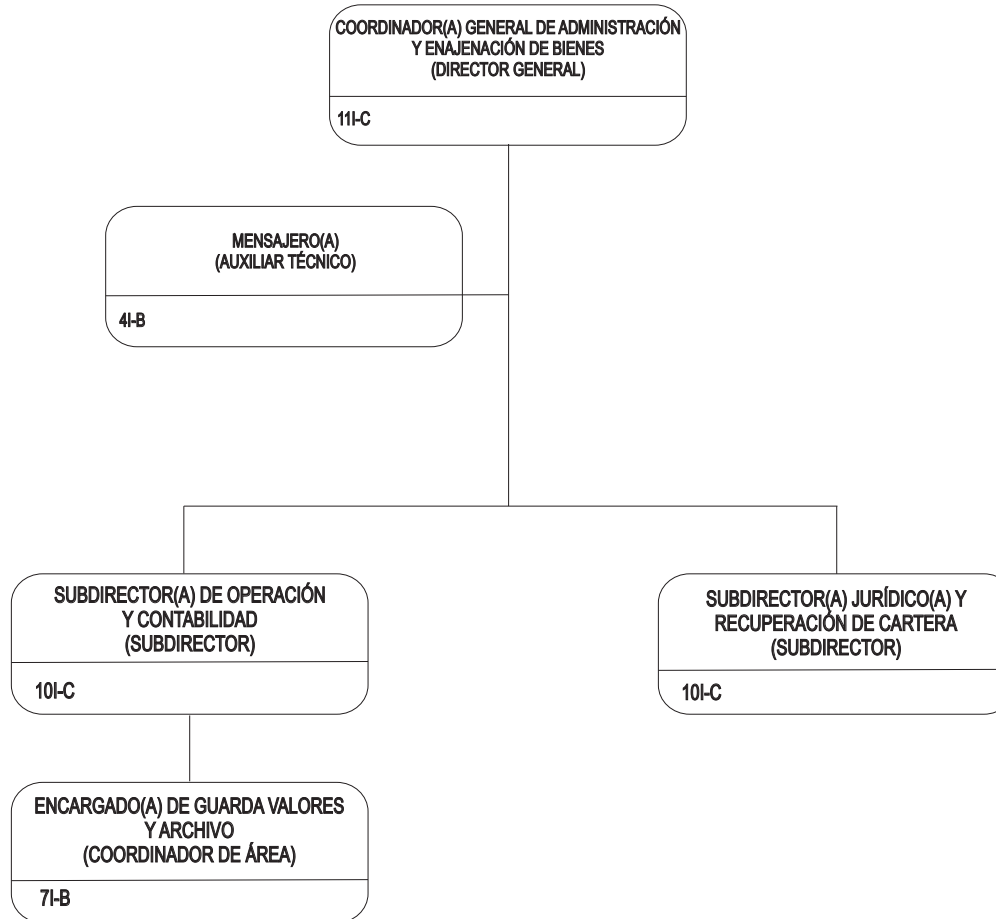 COORDINADOR(A) GENERAL DE ADMINISTRACIÓN
Y ENAJENACIÓN DE BIENES
(DIRECTOR GENERAL)
11I-C
MENSAJERO(A)
(AUXILIAR TÉCNICO)
4I-B
SUBDIRECTOR(A) DE OPERACIÓN
Y CONTABILIDAD
(SUBDIRECTOR)
10I-C
SUBDIRECTOR(A) JURÍDICO(A) Y
RECUPERACIÓN DE CARTERA
(SUBDIRECTOR)
10I-C
ENCARGADO(A) DE GUARDA VALORES
Y ARCHIVO
(COORDINADOR DE ÁREA)
7I-B